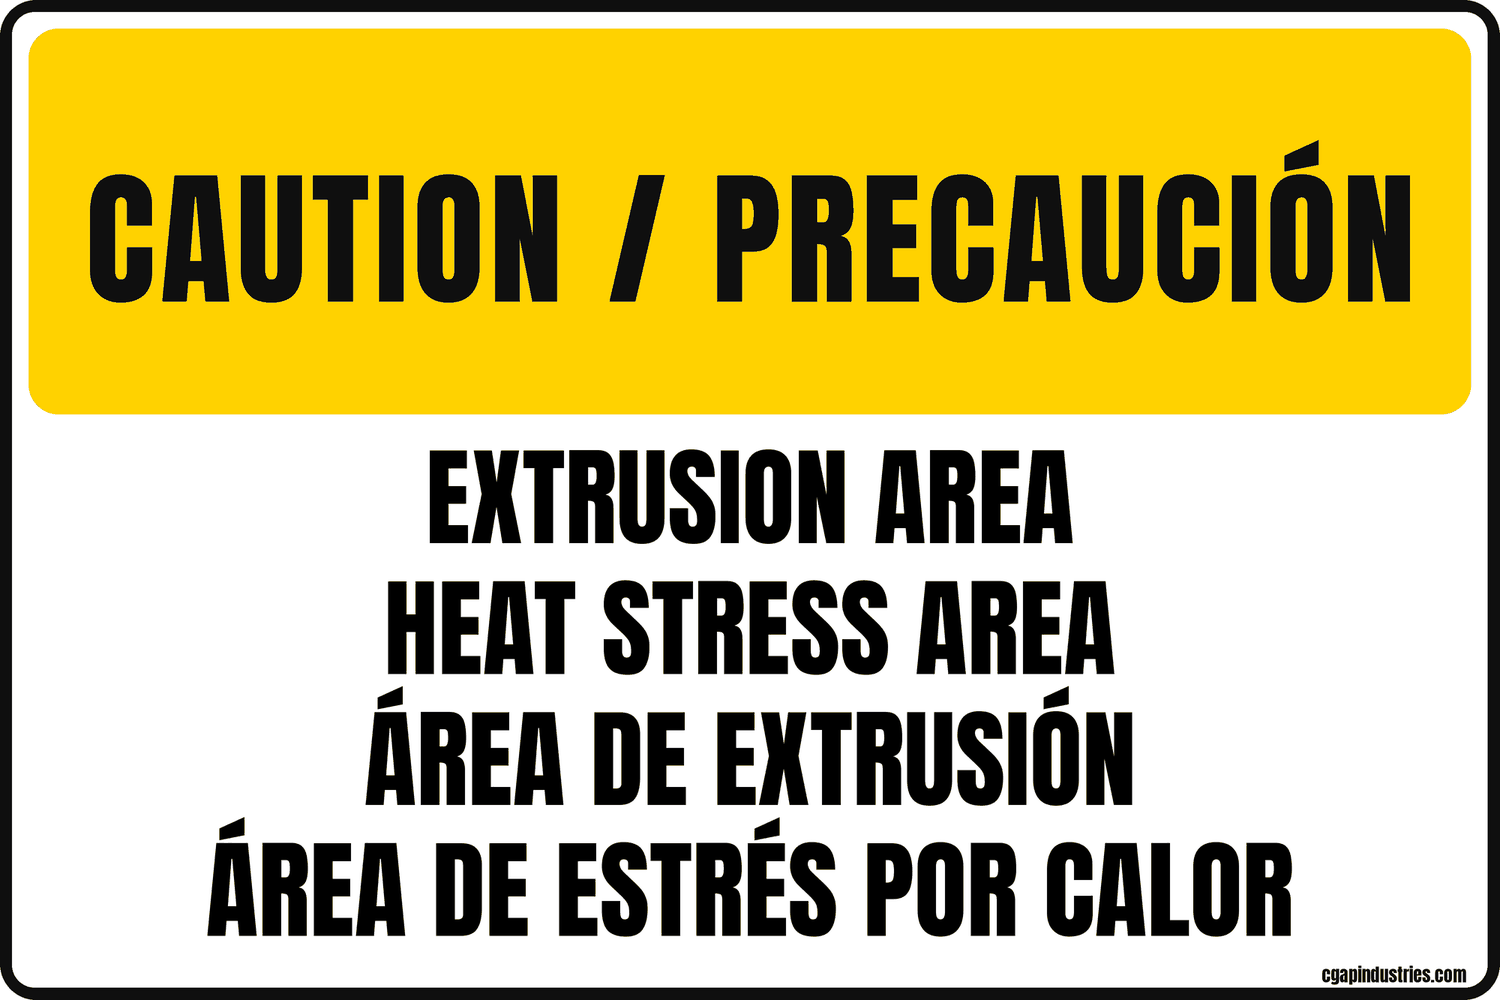 CAUTION / PRECAUCIÓN
EXTRUSION AREA
HEAT STRESS AREA
ÁREA DE EXTRUSIÓN
ÁREA DE ESTRÉS POR CALOR
cgapindustries.com